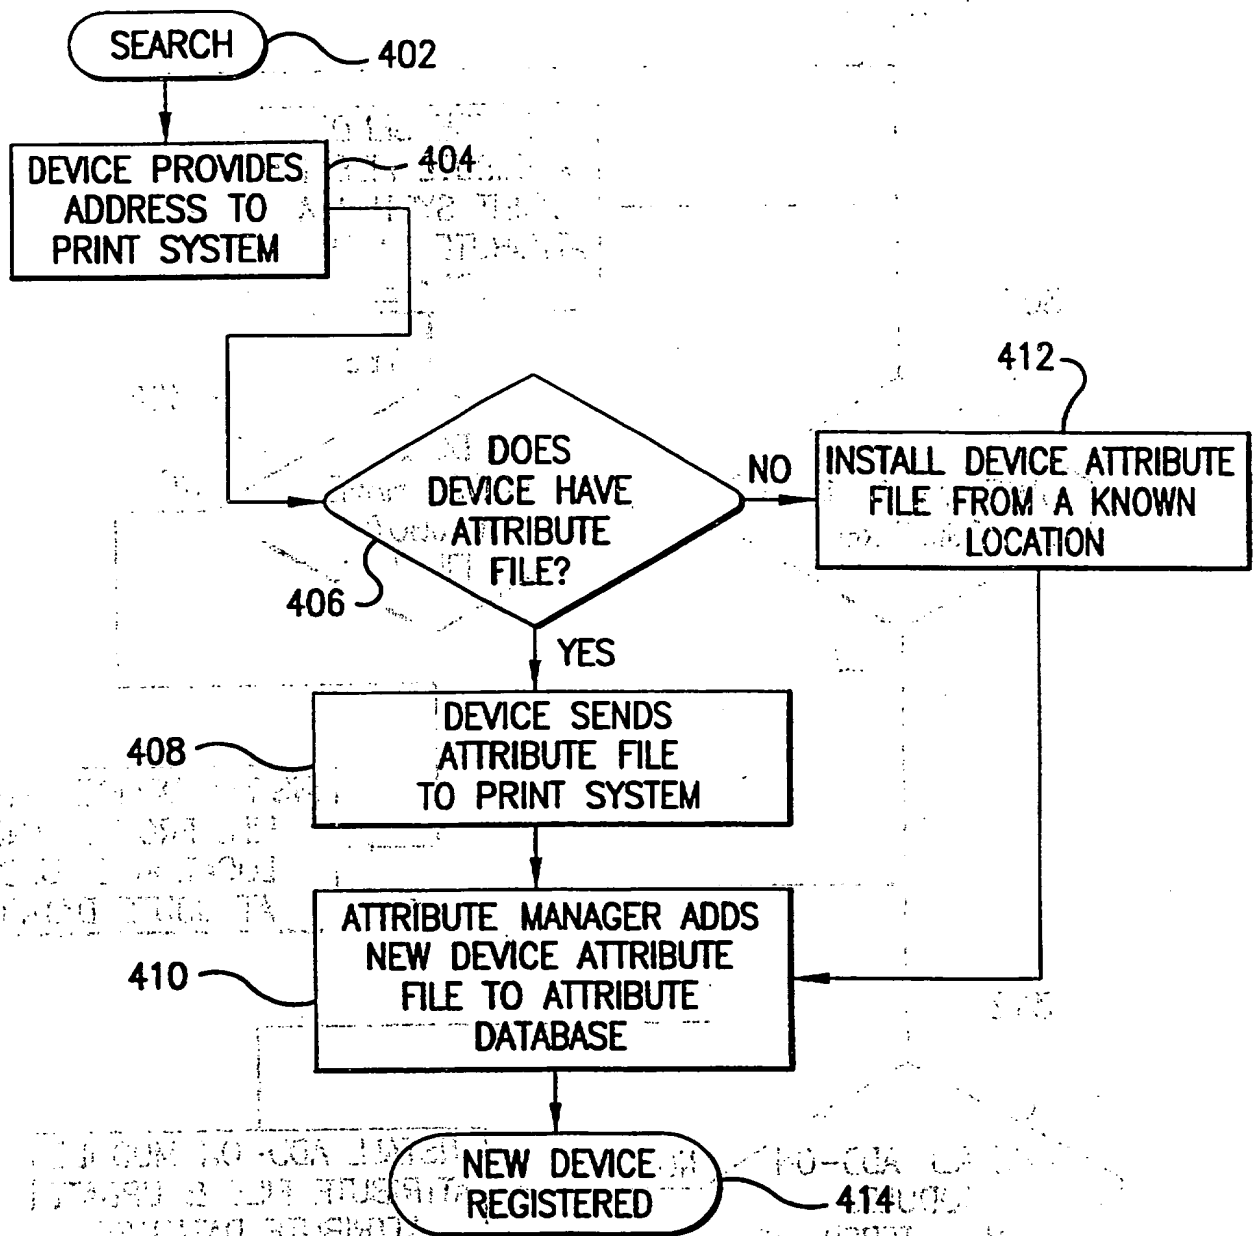 SEARCH
402
DEVICE PROVIDES
ADDRESS TO
PRINT SYSTEM
404
DOES
DEVICE HAVE
ATTRIBUTE
FILE?
406
NO
412
INSTALL DEVICE ATTRIBUTE
FILE FROM A KNOWN
LOCATION
YES
DEVICE SENDS
ATTRIBUTE FILE
TO PRINT SYSTEM
408
ATTRIBUTE MANAGER ADDS
NEW DEVICE ATTRIBUTE
FILE TO ATTRIBUTE
DATABASE
410
NEW DEVICE
REGISTERED
414